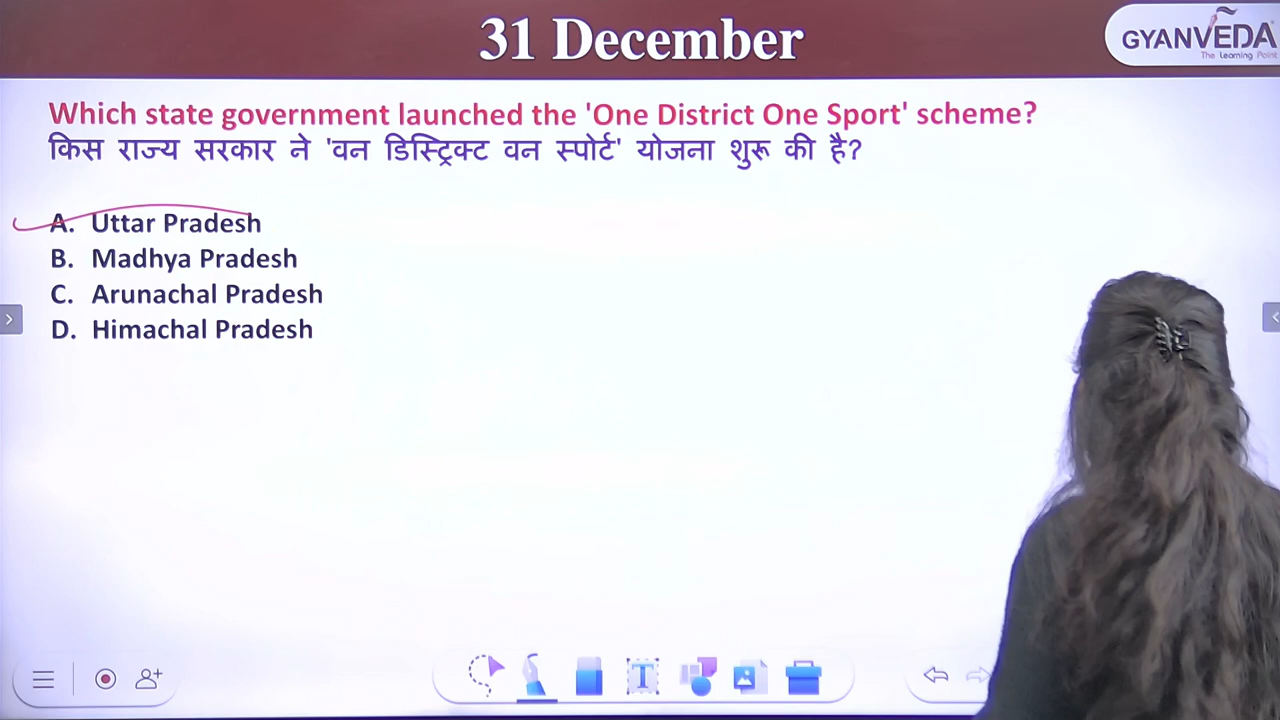 31 December
GYANVEDA
The Learning Point
Which state government launched the 'One District One Sport' scheme?
किस राज्य सरकार ने 'वन डिस्ट्रिक्ट वन स्पोर्ट' योजना शुरू की है?
A. Uttar Pradesh
B. Madhya Pradesh
C. Arunachal Pradesh
D. Himachal Pradesh
T